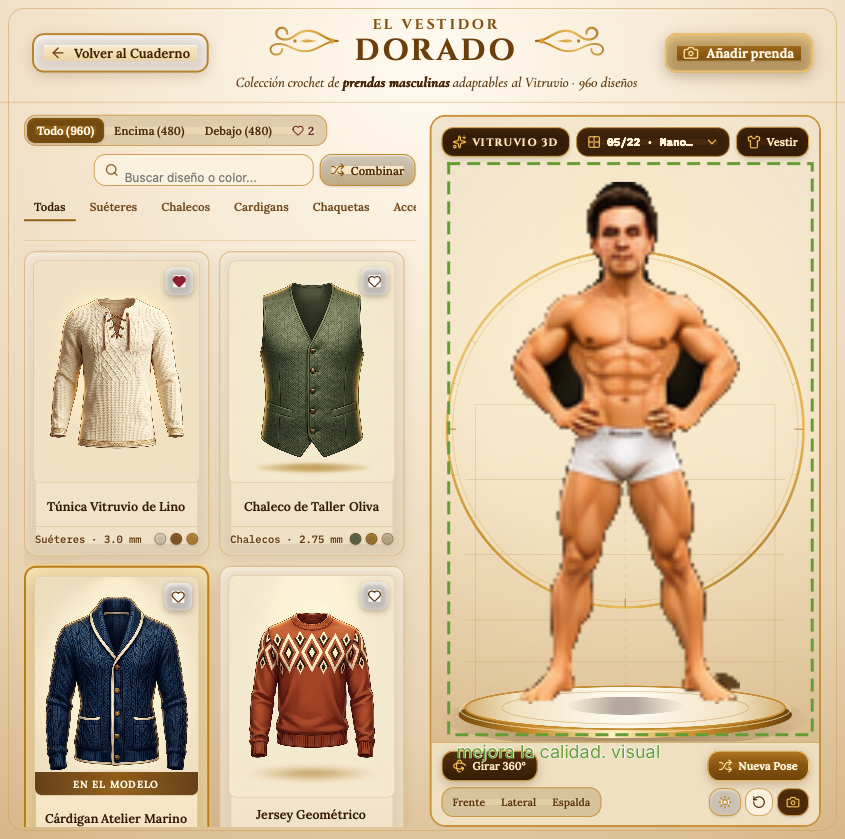 EL VESTIDOR
DORADO
Volver al Cuaderno
Añadir prenda
Colección crochet de prendas masculinas adaptables al Vitruvio · 960 diseños
Todo (960)
Encima (480)
Debajo (480)
2
Buscar diseño o color...
Combinar
Todas
Suéteres
Chalecos
Cardigans
Chaquetas
Acce
Túnica Vitruvio de Lino
Suéteres · 3.0 mm
Chaleco de Taller Oliva
Chalecos · 2.75 mm
EN EL MODELO
Cárdigan Atelier Marino
Jersey Geométrico
VITRUVIO 3D
05/22 · Mano…
Vestir
mejora la calidad. visual
Girar 360°
Nueva Pose
Frente
Lateral
Espalda